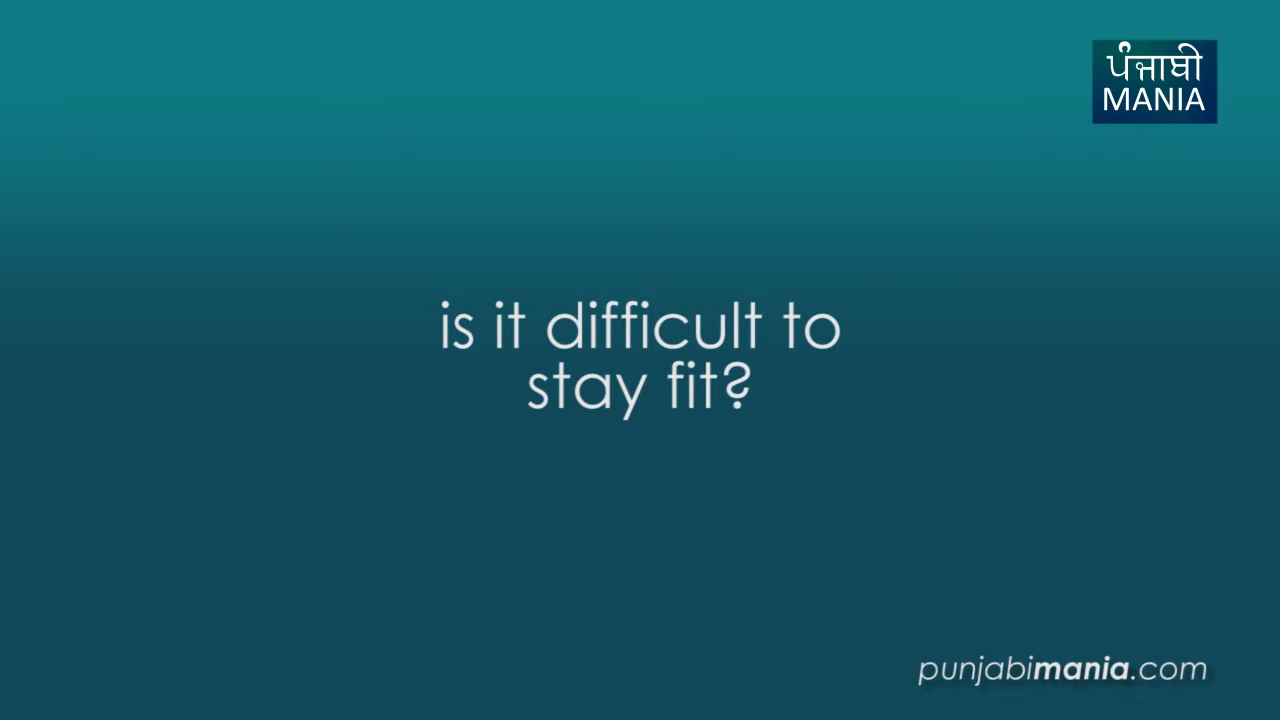 ਪੰਜਾਬੀ
MANIA
is it difficult to
stay fit?
punjabimania.com